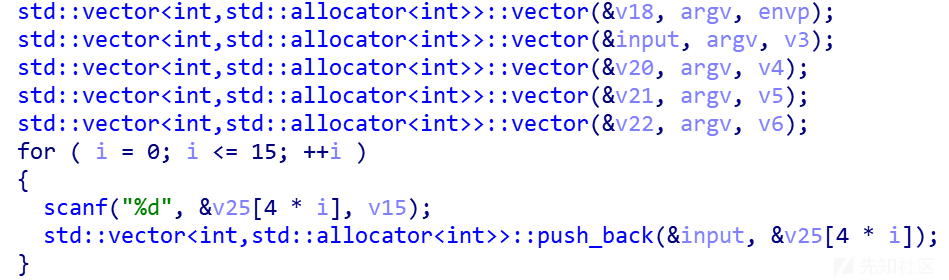 std::vector<int,std::allocator<int>>::vector(&v18, argv, envp);
std::vector<int,std::allocator<int>>::vector(&input, argv, v3);
std::vector<int,std::allocator<int>>::vector(&v20, argv, v4);
std::vector<int,std::allocator<int>>::vector(&v21, argv, v5);
std::vector<int,std::allocator<int>>::vector(&v22, argv, v6);
for ( i = 0; i <= 15; ++i )
{
scanf("%d", &v25[4 * i], v15);
std::vector<int,std::allocator<int>>::push_back(&input, &v25[4 * i]);
}
先知社区